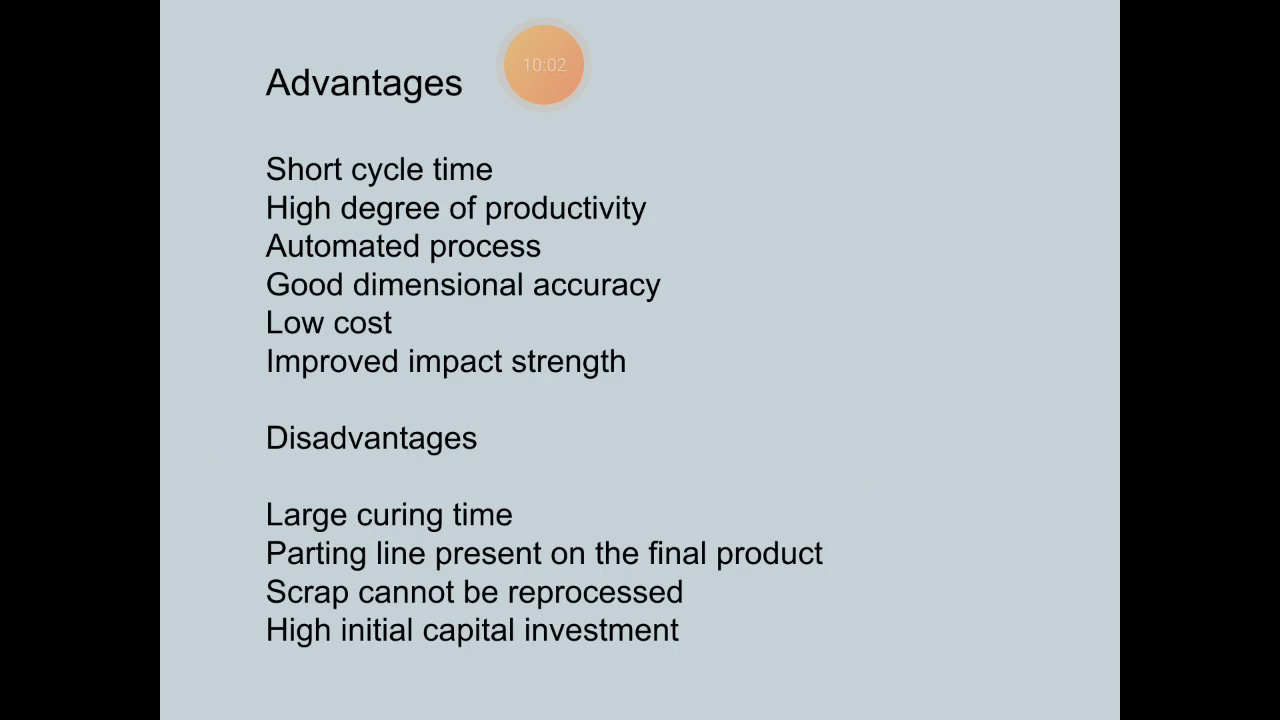 10:02
Advantages
Short cycle time
High degree of productivity
Automated process
Good dimensional accuracy
Low cost
Improved impact strength
Disadvantages
Large curing time
Parting line present on the final product
Scrap cannot be reprocessed
High initial capital investment